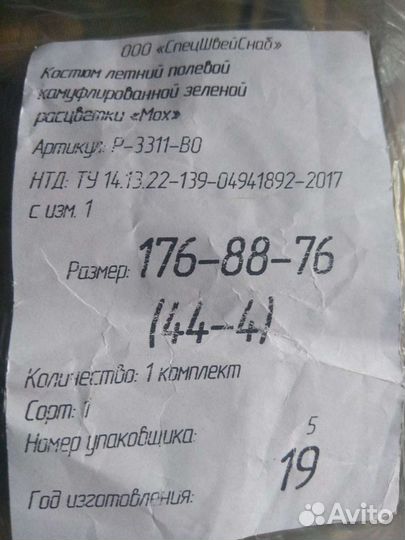 ООО «СпецШвейСнаб»
Костюм летний полевой
камуфлированной зеленой
расцветки «Мох»
Артикул: Р-3311-ВО
НТД: ТУ 14.13.22-139-04941892-2017
с изм. 1
Размер: 176-88-76
(44-4)
Количество: 1 комплект
Сорт: 1
Номер упаковщика: 5
Год изготовления: 19
Avito